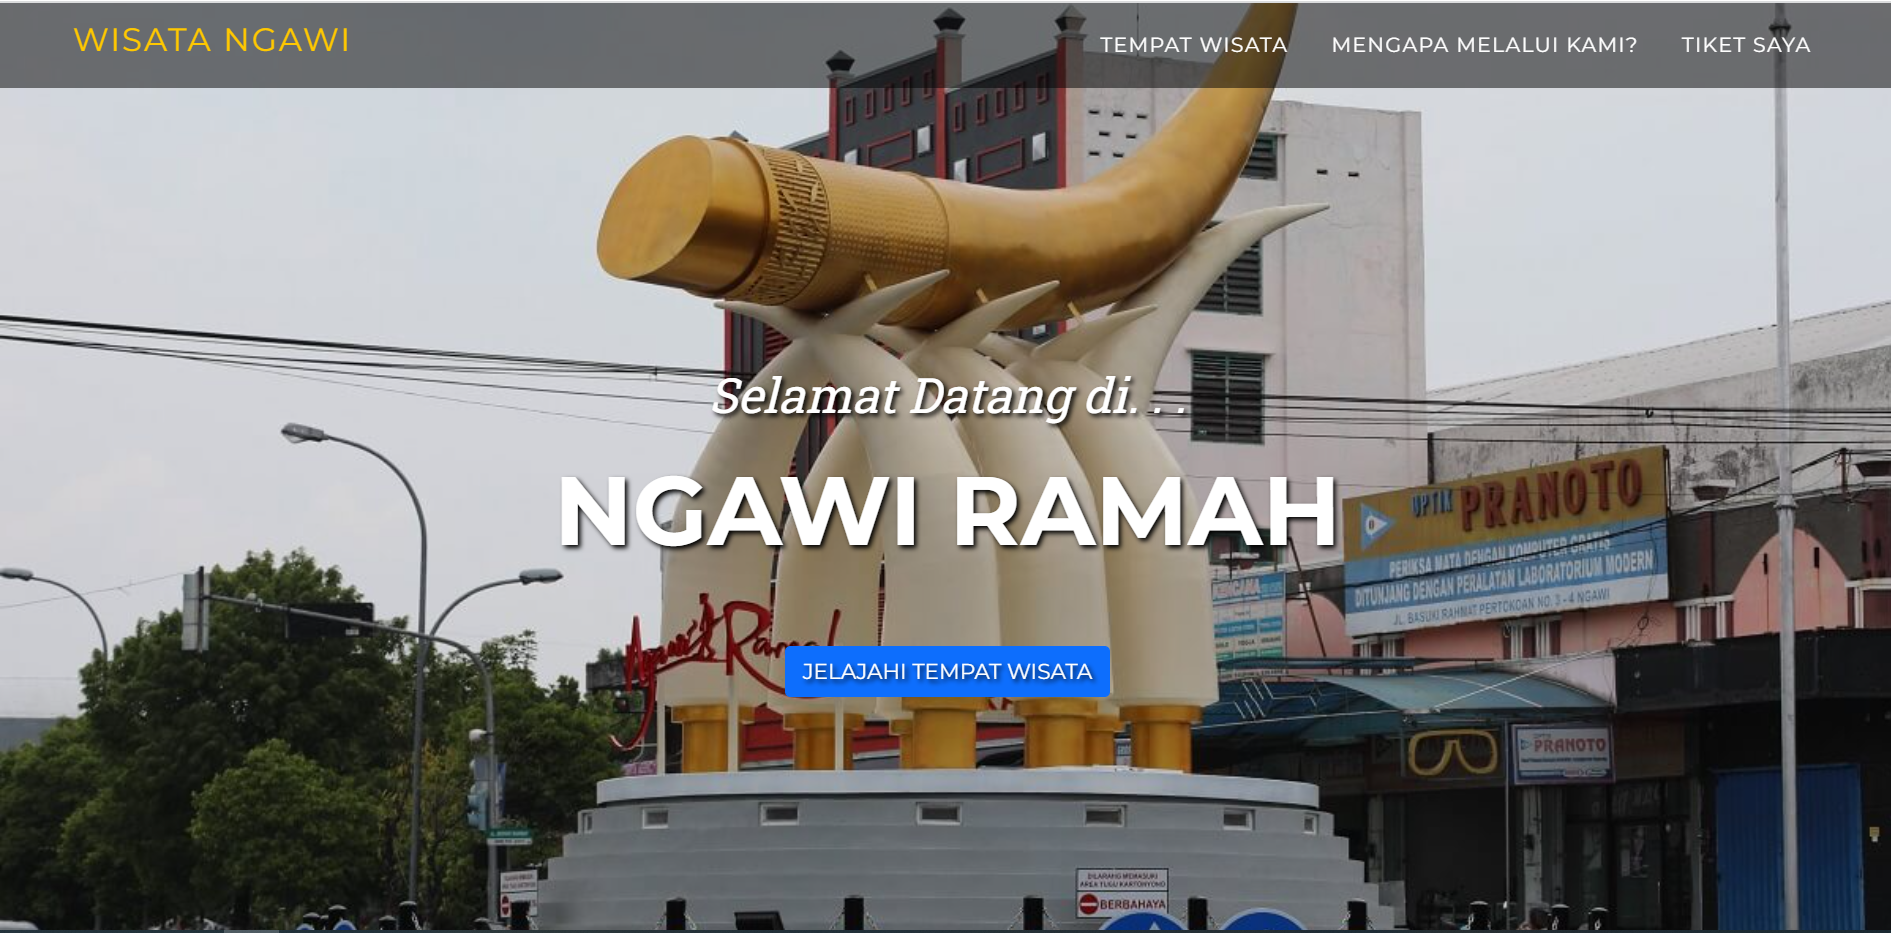 WISATA NGAWI
TEMPAT WISATA
MENGAPA MELALUI KAMI?
TIKET SAYA
Selamat Datang di. . .
NGAWI RAMAH
OPTIK PRANOTO
PERIKSA MATA DENGAN KOMPUTER GRATIS
DITUNJANG DENGAN PERALATAN LABORATORIUM MODERN
JL. BASUKI RAHMAT PERTOKOAN NO. 3 - 4 NGAWI
JELAJAHI TEMPAT WISATA
PRANOTO
DILARANG MEMASUKI
AREA TUGU KARTONYONO
BERBAHAYA